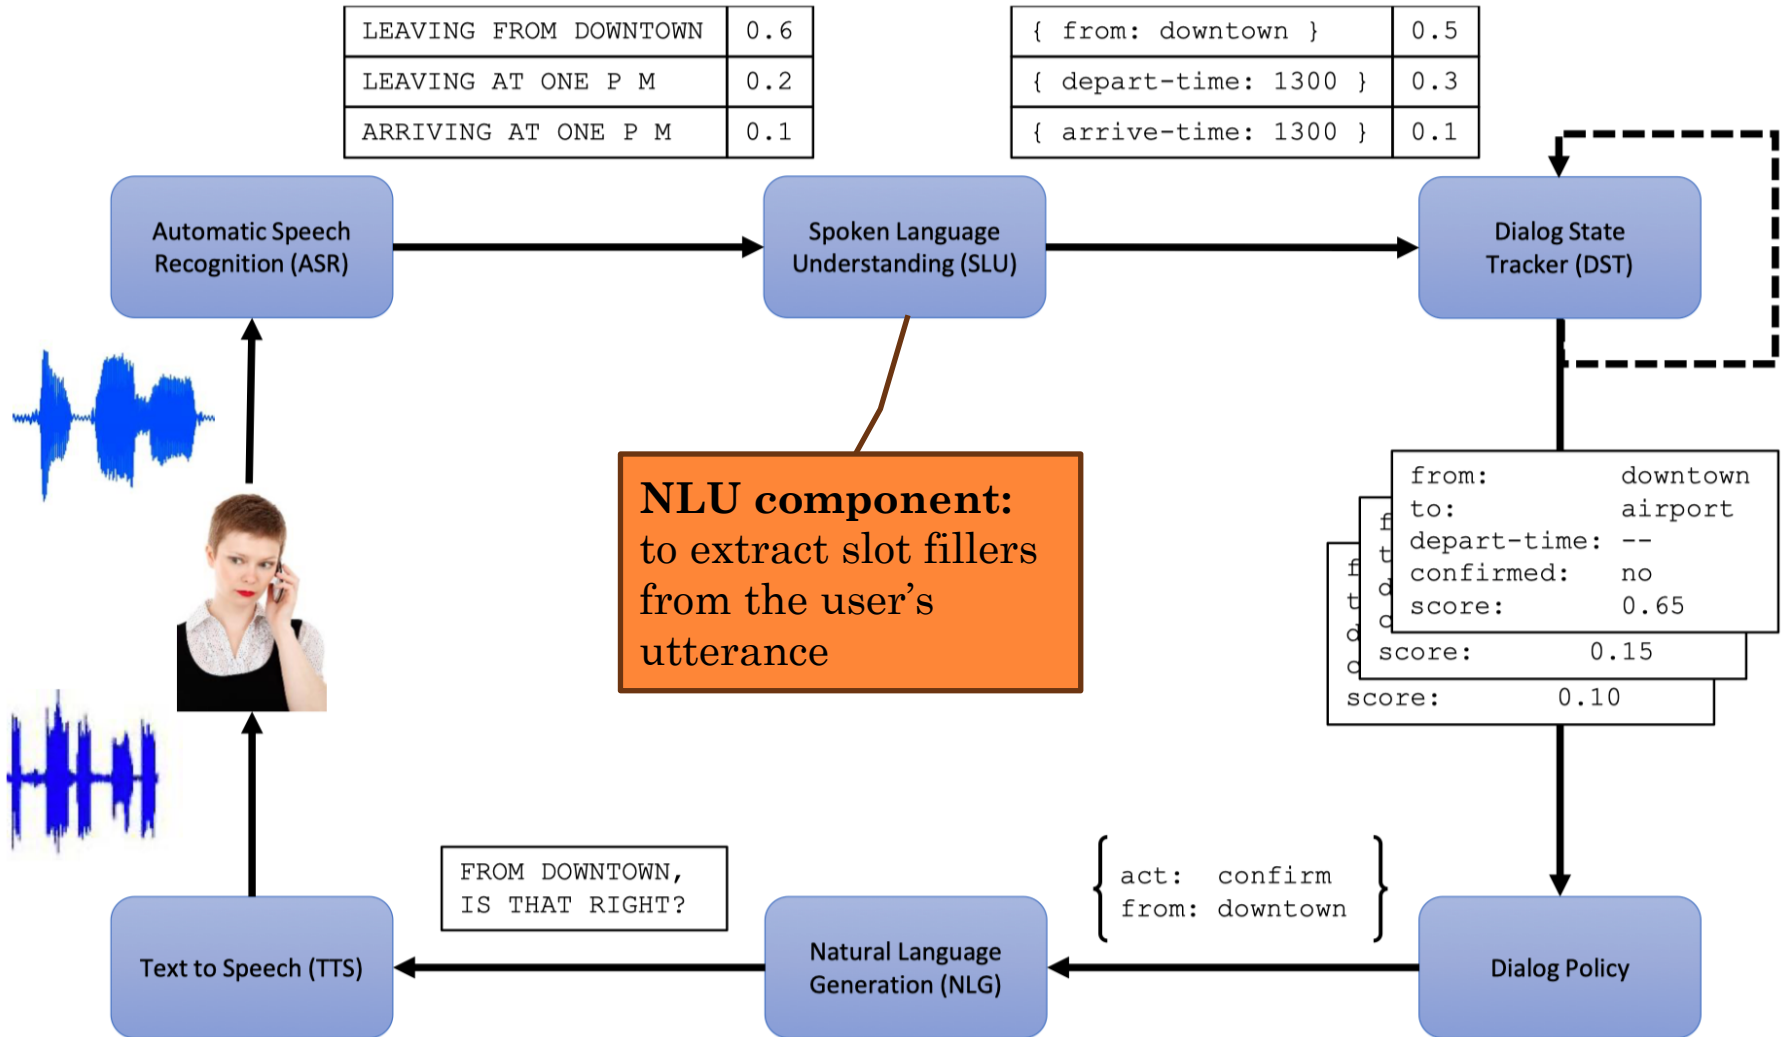 LEAVING FROM DOWNTOWN 0.6
LEAVING AT ONE P M 0.2
ARRIVING AT ONE P M 0.1
{ from: downtown } 0.5
{ depart-time: 1300 } 0.3
{ arrive-time: 1300 } 0.1
Automatic Speech
Recognition (ASR)
Spoken Language
Understanding (SLU)
Dialog State
Tracker (DST)
NLU component:
to extract slot fillers
from the user's
utterance
from: downtown
to: airport
depart-time: --
confirmed: no
score: 0.65
f
t
d
c
score: 0.15
f
t
d
c
score: 0.10
FROM DOWNTOWN,
IS THAT RIGHT?
act: confirm
from: downtown
Text to Speech (TTS)
Natural Language
Generation (NLG)
Dialog Policy